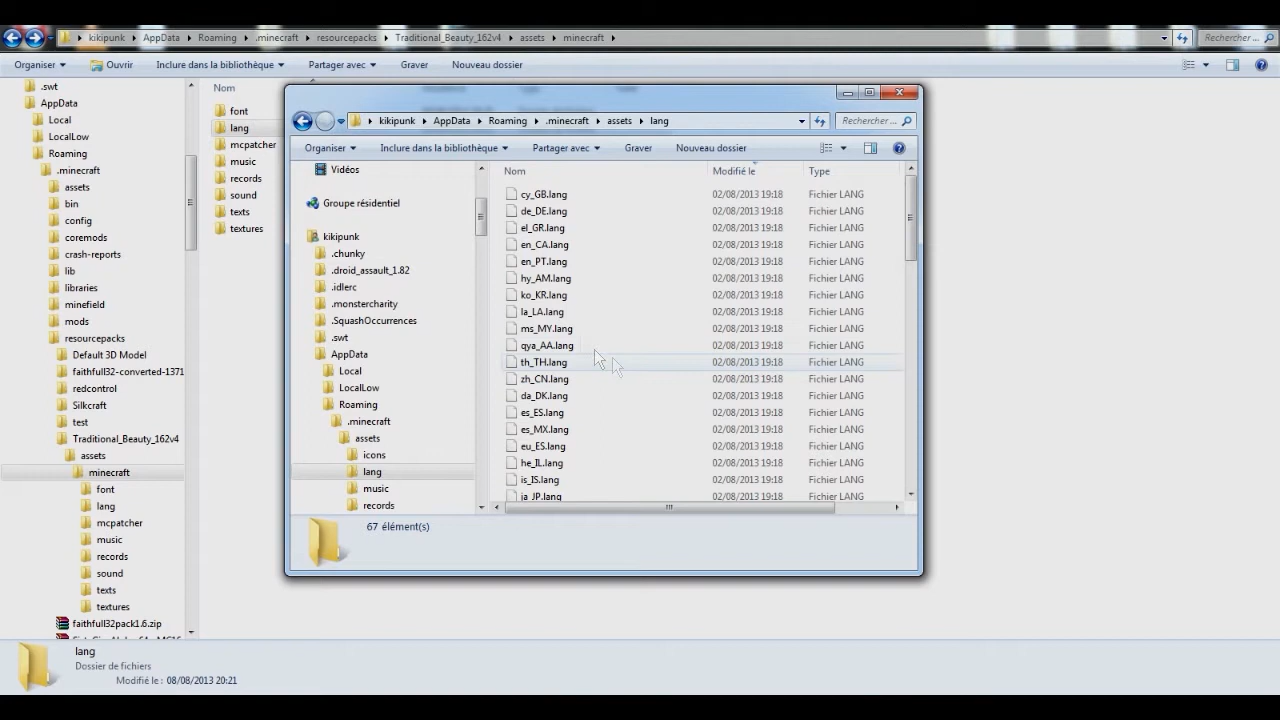 kikipunk AppData Roaming .minecraft resourcepacks Traditional_Beauty_162v4 assets minecraft
Rechercher...
Organiser Ouvrir Inclure dans la bibliothèque Partager avec Graver Nouveau dossier
.swt
AppData
Local
LocalLow
Roaming
.minecraft
assets
bin
config
coremods
crash-reports
lib
libraries
minefield
mods
resourcepacks
Default 3D Model
faithfull32-converted-1371
redcontrol
Silkcraft
test
Traditional_Beauty_162v4
assets
minecraft
font
lang
mcpatcher
music
records
sound
texts
textures
faithfull32pack1.6.zip
Nom
font
lang
mcpatcher
music
records
sound
texts
textures
kikipunk AppData Roaming .minecraft assets lang
Rechercher...
Organiser Inclure dans la bibliothèque Partager avec Graver Nouveau dossier
Vidéos
Groupe résidentiel
kikipunk
.chunky
.droid_assault_1.82
.idlerc
.monstercharity
.SquashOccurrences
.swt
AppData
Local
LocalLow
Roaming
.minecraft
assets
icons
lang
music
records
Nom Modifié le Type
cy_GB.lang 02/08/2013 19:18 Fichier LANG
de_DE.lang 02/08/2013 19:18 Fichier LANG
el_GR.lang 02/08/2013 19:18 Fichier LANG
en_CA.lang 02/08/2013 19:18 Fichier LANG
en_PT.lang 02/08/2013 19:18 Fichier LANG
hy_AM.lang 02/08/2013 19:18 Fichier LANG
ko_KR.lang 02/08/2013 19:18 Fichier LANG
la_LA.lang 02/08/2013 19:18 Fichier LANG
ms_MY.lang 02/08/2013 19:18 Fichier LANG
qya_AA.lang 02/08/2013 19:18 Fichier LANG
th_TH.lang 02/08/2013 19:18 Fichier LANG
zh_CN.lang 02/08/2013 19:18 Fichier LANG
da_DK.lang 02/08/2013 19:18 Fichier LANG
es_ES.lang 02/08/2013 19:18 Fichier LANG
es_MX.lang 02/08/2013 19:18 Fichier LANG
eu_ES.lang 02/08/2013 19:18 Fichier LANG
he_IL.lang 02/08/2013 19:18 Fichier LANG
is_IS.lang 02/08/2013 19:18 Fichier LANG
ja_JP.lang 02/08/2013 19:18 Fichier LANG
67 élément(s)
lang
Dossier de fichiers
Modifié le : 08/08/2013 20:21